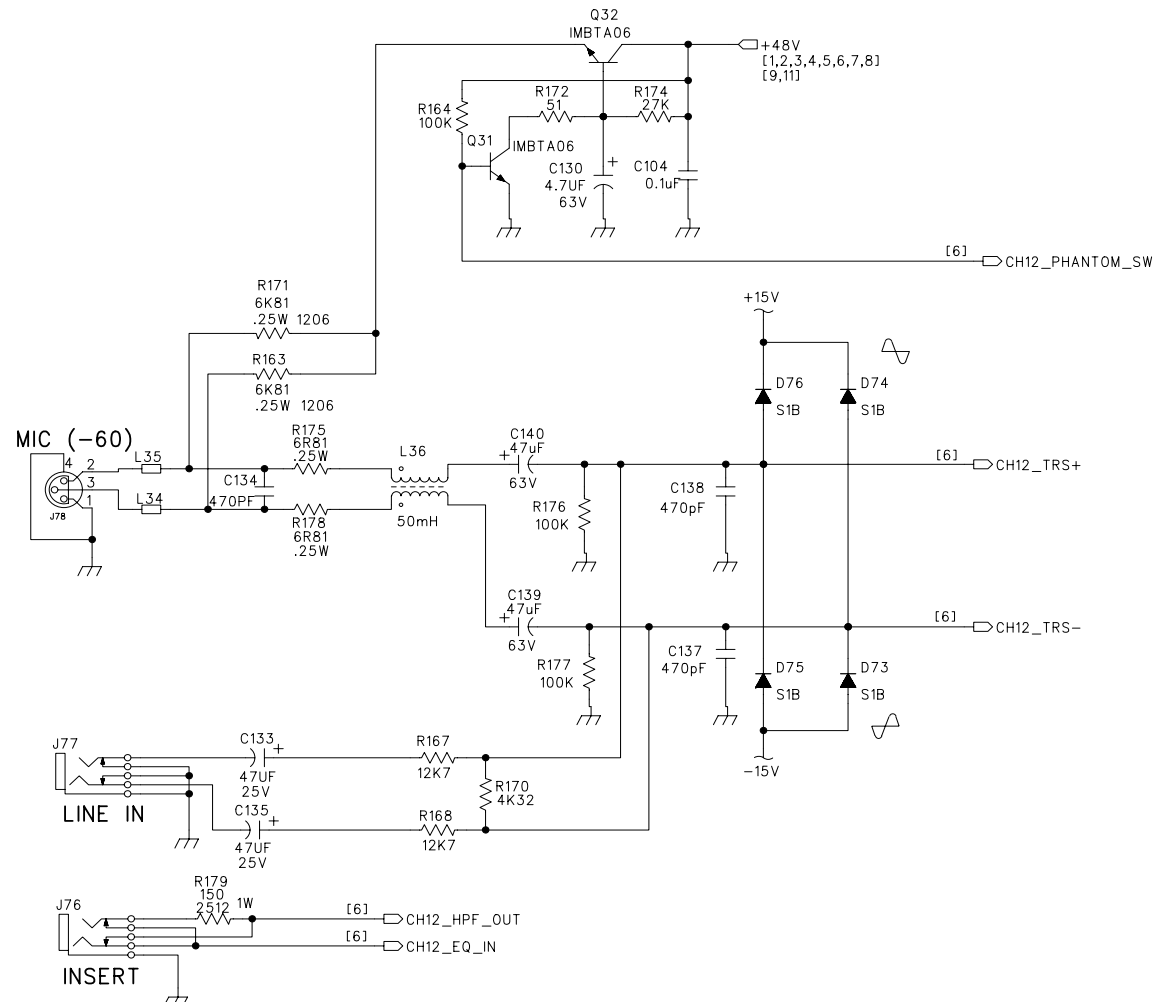 Q32
IMBTA06
+48V
[1,2,3,4,5,6,7,8]
[9,11]
R164
100K
R172
51
R174
27K
Q31
IMBTA06
C130
4.7UF
63V
+
C104
0.1uF
[6]
CH12_PHANTOM_SW
R171
6K81
.25W 1206
R163
6K81
.25W 1206
+15V
D76
S1B
D74
S1B
MIC (-60)
4
2
3
1
J78
L35
L34
C134
470PF
R175
6R81
.25W
R178
6R81
.25W
L36
50mH
C140
47uF
+
63V
R176
100K
C138
470pF
[6]
CH12_TRS+
C139
47uF
+
63V
R177
100K
C137
470pF
[6]
CH12_TRS-
D75
S1B
D73
S1B
-15V
J77
LINE IN
C133
+
47UF
25V
C135
+
47UF
25V
R167
12K7
R170
4K32
R168
12K7
J76
INSERT
R179
150
2512 1W
[6]
CH12_HPF_OUT
[6]
CH12_EQ_IN